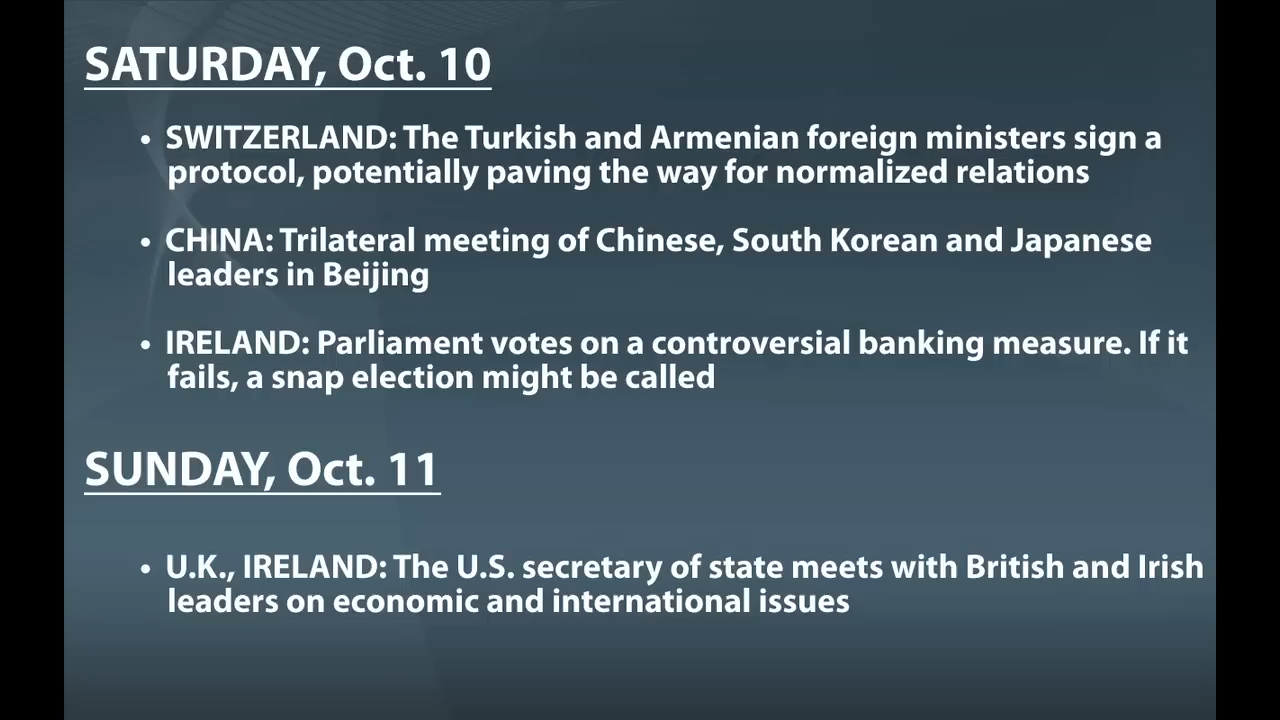 SATURDAY, Oct. 10
• SWITZERLAND: The Turkish and Armenian foreign ministers sign a
protocol, potentially paving the way for normalized relations
• CHINA: Trilateral meeting of Chinese, South Korean and Japanese
leaders in Beijing
• IRELAND: Parliament votes on a controversial banking measure. If it
fails, a snap election might be called
SUNDAY, Oct. 11
• U.K., IRELAND: The U.S. secretary of state meets with British and Irish
leaders on economic and international issues